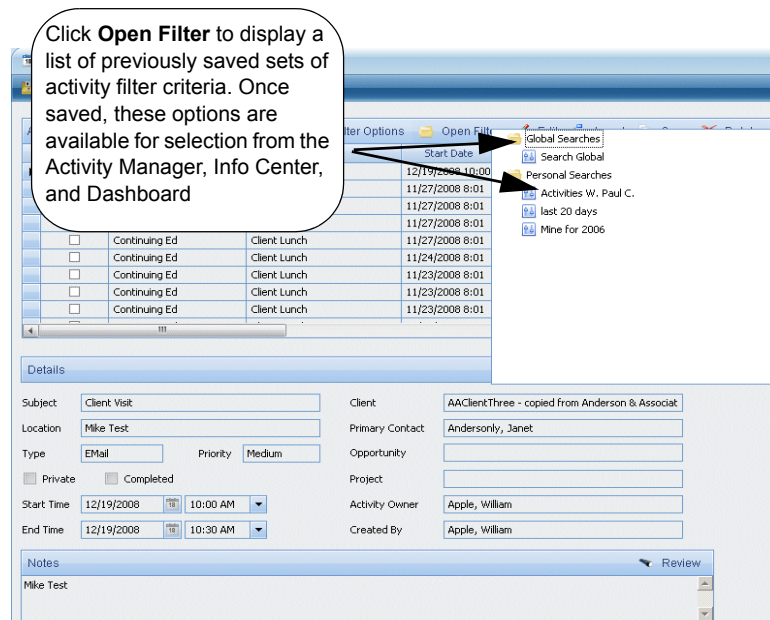 Click Open Filter to display a
list of previously saved sets of
activity filter criteria. Once
saved, these options are
available for selection from the
Activity Manager, Info Center,
and Dashboard
Options Open
Global Searches
Search Global
Personal Searches
Activities W. Paul C.
last 20 days
Mine for 2006
Start Date
12/19/2008 10:00
11/27/2008 8:01
11/27/2008 8:01
11/27/2008 8:01
Continuing Ed Client Lunch 11/27/2008 8:01
Continuing Ed Client Lunch 11/24/2008 8:01
Continuing Ed Client Lunch 11/23/2008 8:01
Continuing Ed Client Lunch 11/23/2008 8:01
Continuing Ed Client Lunch 11/23/2008 8:01
Details
Subject Client Visit Client AAClientThree - copied from Anderson & Associat
Location Mike Test Primary Contact Andersonly, Janet
Type EMail Priority Medium Opportunity
Private Completed Project
Start Time 12/19/2008 18 10:00 AM Activity Owner Apple, William
End Time 12/19/2008 18 10:30 AM Created By Apple, William
Notes Review
Mike Test